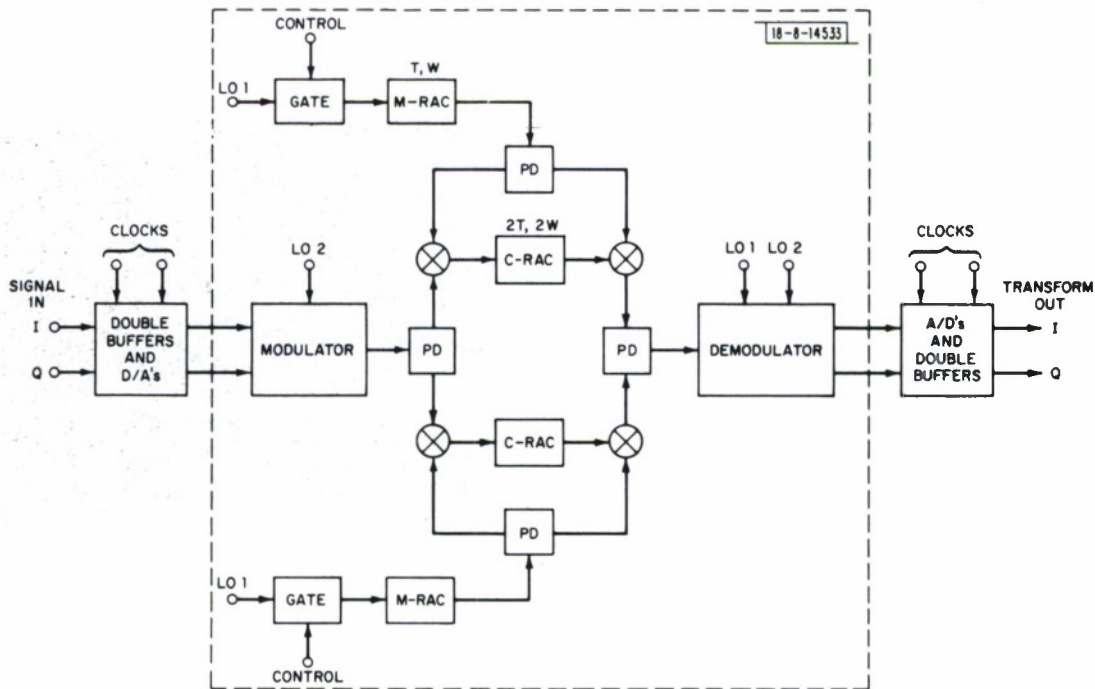 CONTROL
18-8-14533
T, W
LO 1
GATE
M-RAC
PD
CLOCKS
2T, 2W
CLOCKS
LO 2
C-RAC
LO 1 LO 2
SIGNAL
IN
TRANSFORM
OUT
I
Q
DOUBLE
BUFFERS
AND
D/A's
MODULATOR
PD
PD
DEMODULATOR
A/D's
AND
DOUBLE
BUFFERS
I
Q
C-RAC
PD
LO 1
GATE
M-RAC
CONTROL